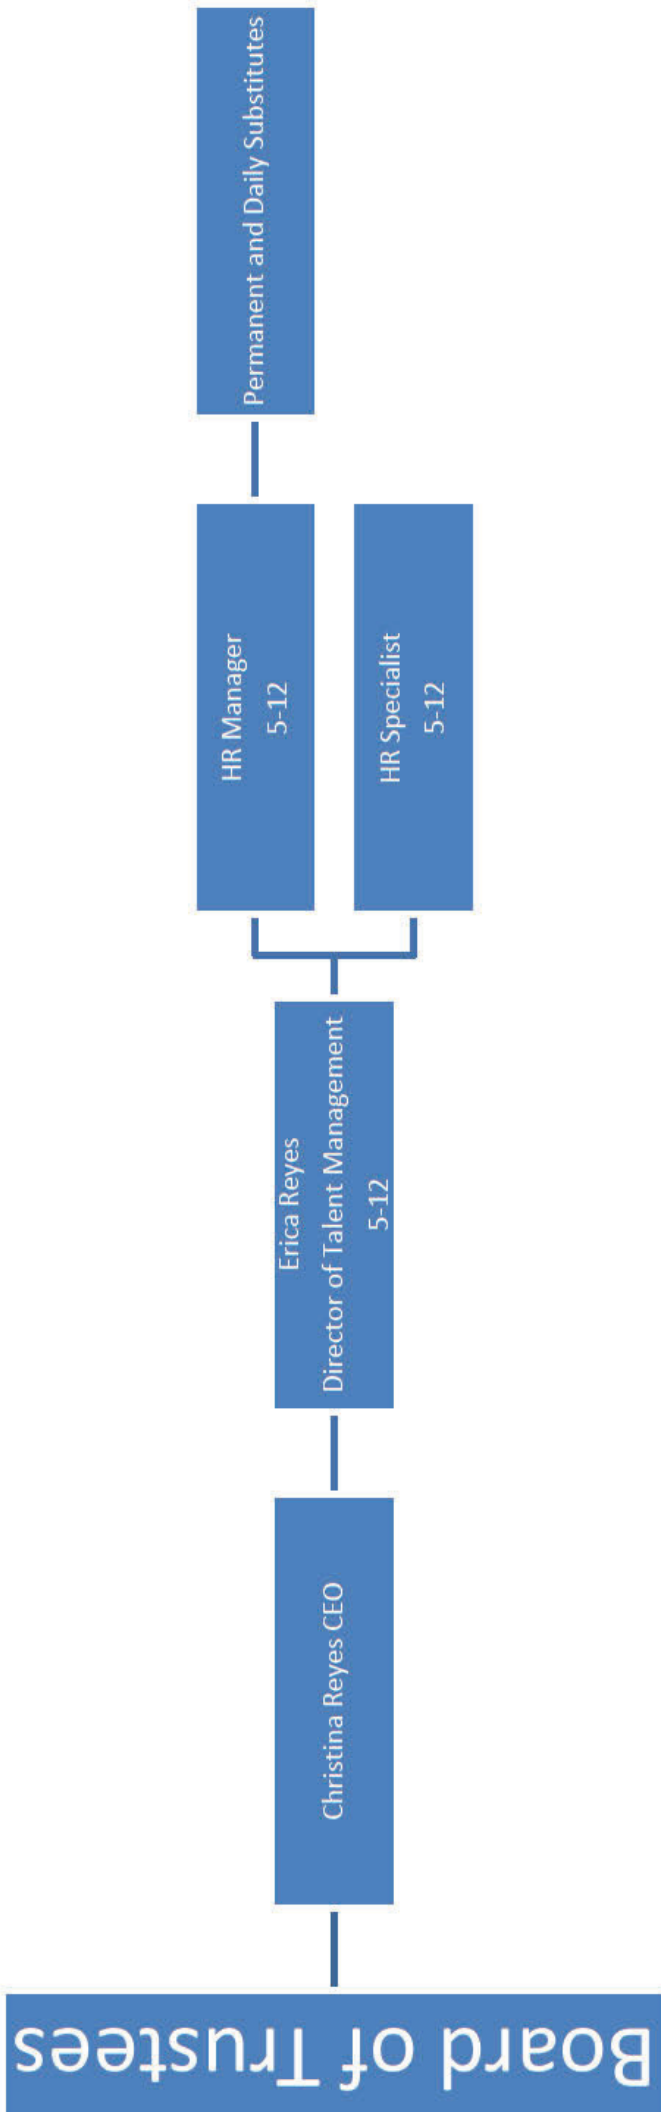 Board of Trustees
Christina Reyes CEO
Erica Reyes
Director of Talent Management
5-12
HR Manager
5-12
HR Specialist
5-12
Permanent and Daily Substitutes